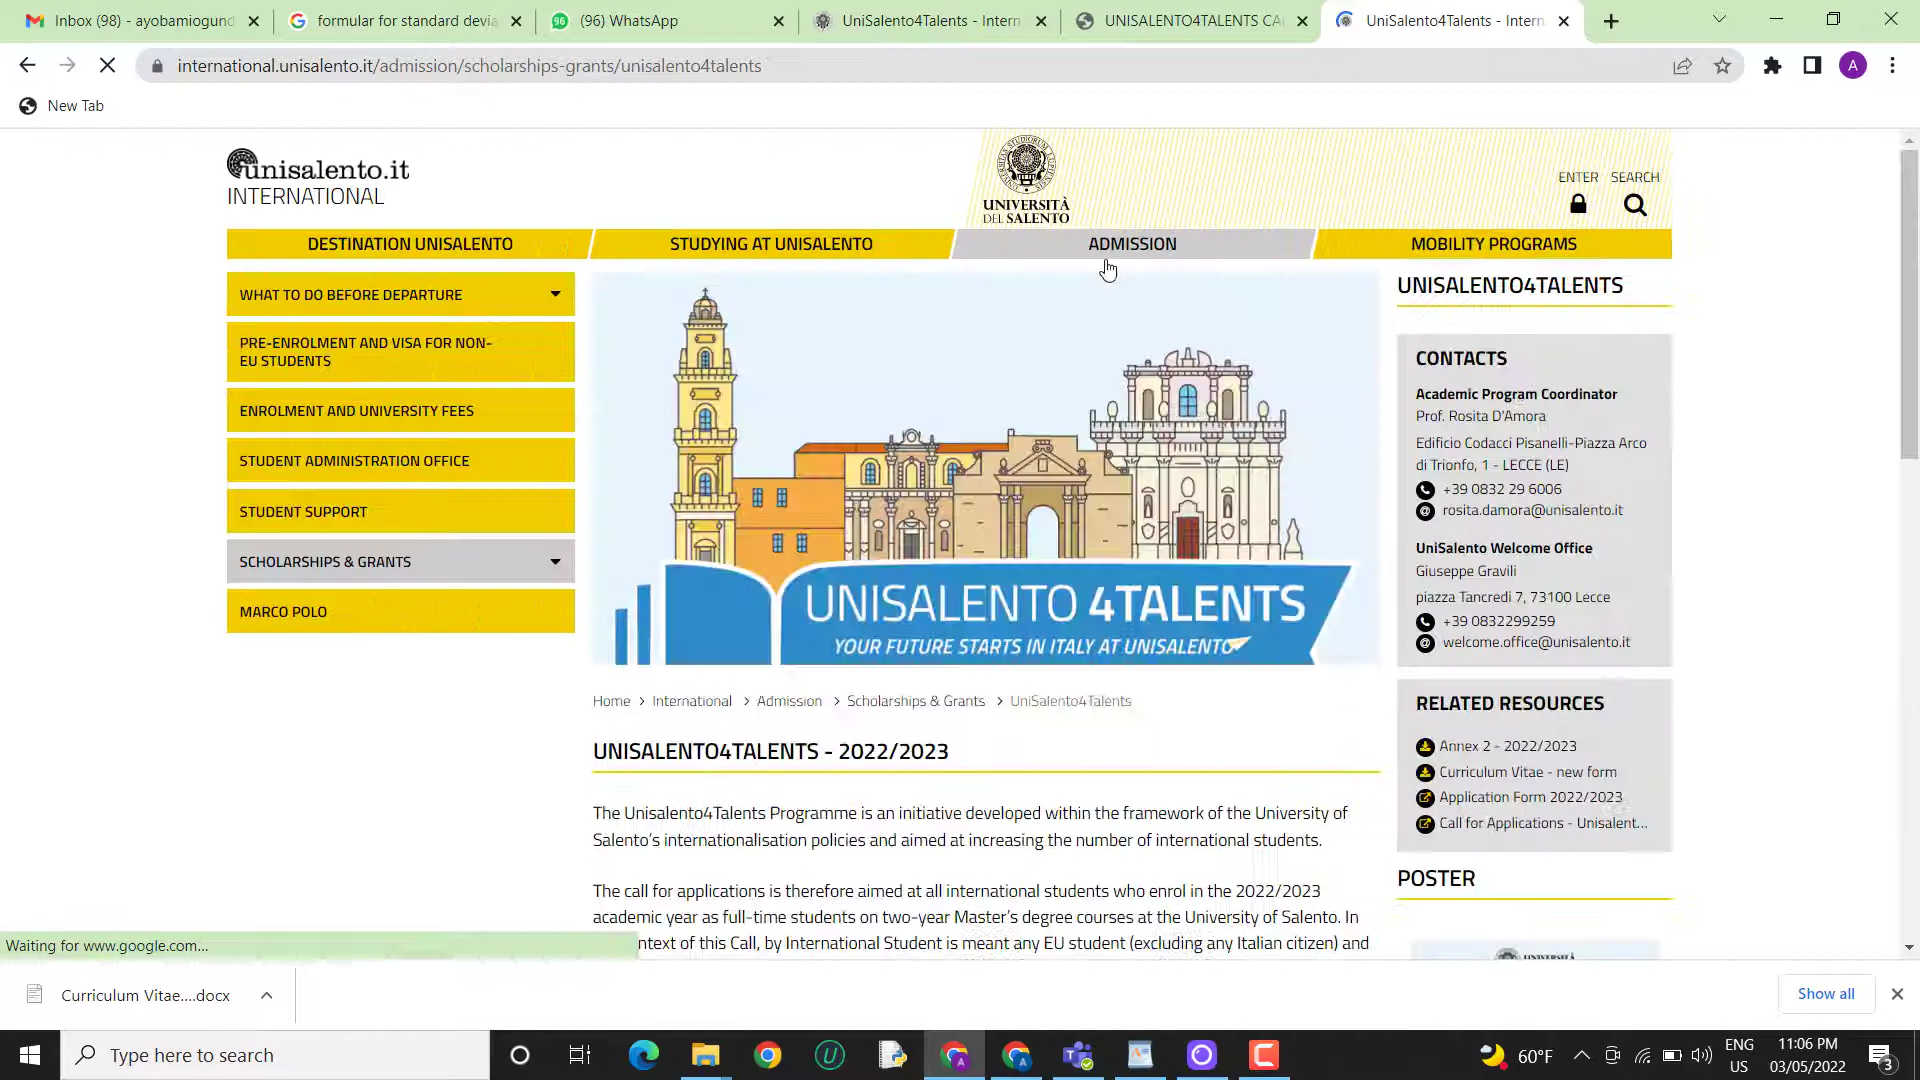 Inbox (98) - ayobamiogund
formular for standard devia
(96) WhatsApp
UniSalento4Talents - Intern
UNISALENTO4TALENTS CA
UniSalento4Talents - Intern
international.unisalento.it/admission/scholarships-grants/unisalento4talents
A
New Tab
unisalento.it
INTERNATIONAL
UNIVERSITÀ
DEL SALENTO
ENTER
SEARCH
DESTINATION UNISALENTO
STUDYING AT UNISALENTO
ADMISSION
MOBILITY PROGRAMS
WHAT TO DO BEFORE DEPARTURE
PRE-ENROLMENT AND VISA FOR NON-
EU STUDENTS
ENROLMENT AND UNIVERSITY FEES
STUDENT ADMINISTRATION OFFICE
STUDENT SUPPORT
SCHOLARSHIPS & GRANTS
MARCO POLO
UNISALENTO 4TALENTS
YOUR FUTURE STARTS IN ITALY AT UNISALENTO
Home > International > Admission > Scholarships & Grants > UniSalento4Talents
UNISALENTO4TALENTS - 2022/2023
The Unisalento4Talents Programme is an initiative developed within the framework of the University of
Salento's internationalisation policies and aimed at increasing the number of international students.
The call for applications is therefore aimed at all international students who enrol in the 2022/2023
academic year as full-time students on two-year Master's degree courses at the University of Salento. In
ntext of this Call, by International Student is meant any EU student (excluding any Italian citizen) and
UNISALENTO4TALENTS
CONTACTS
Academic Program Coordinator
Prof. Rosita D'Amora
Edificio Codacci Pisanelli-Piazza Arco
di Trionfo, 1 - LECCE (LE)
+39 0832 29 6006
rosita.damora@unisalento.it
UniSalento Welcome Office
Giuseppe Gravili
piazza Tancredi 7, 73100 Lecce
+39 0832299259
welcome.office@unisalento.it
RELATED RESOURCES
Annex 2 - 2022/2023
Curriculum Vitae - new form
Application Form 2022/2023
Call for Applications - Unisalent...
POSTER
Waiting for www.google.com...
Curriculum Vitae....docx
Show all
Type here to search
60°F
ENG
US
11:06 PM
03/05/2022
3